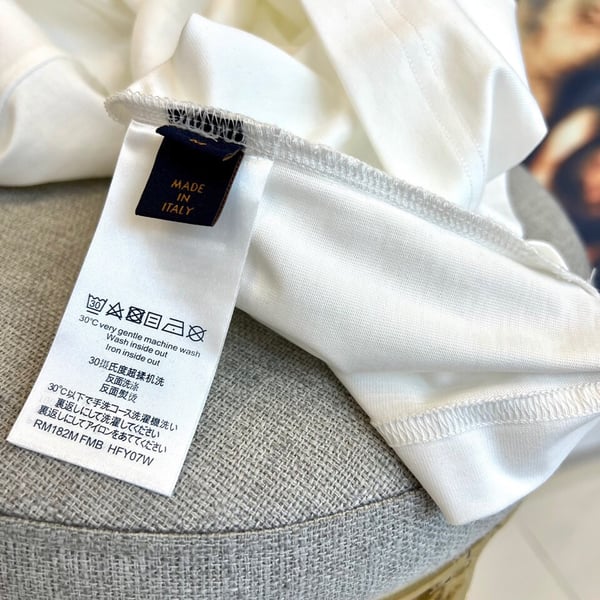 MADE
IN
ITALY
30
30°C very gentle machine wash
Wash inside out
Iron inside out
30摄氏度超揉机洗
反面洗涤
反面熨烫
30°C以下で手洗コース洗濯機洗い
裏返しにして洗濯してください
裏返しにしてアイロンをあててください
RM182M FMB HFY07W